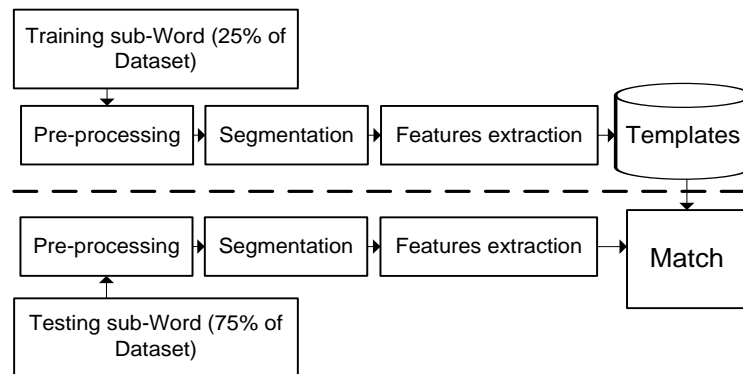 Training sub-Word (25% of
Dataset)
Pre-processing
Segmentation
Features extraction
Templates
Pre-processing
Segmentation
Features extraction
Match
Testing sub-Word (75% of
Dataset)